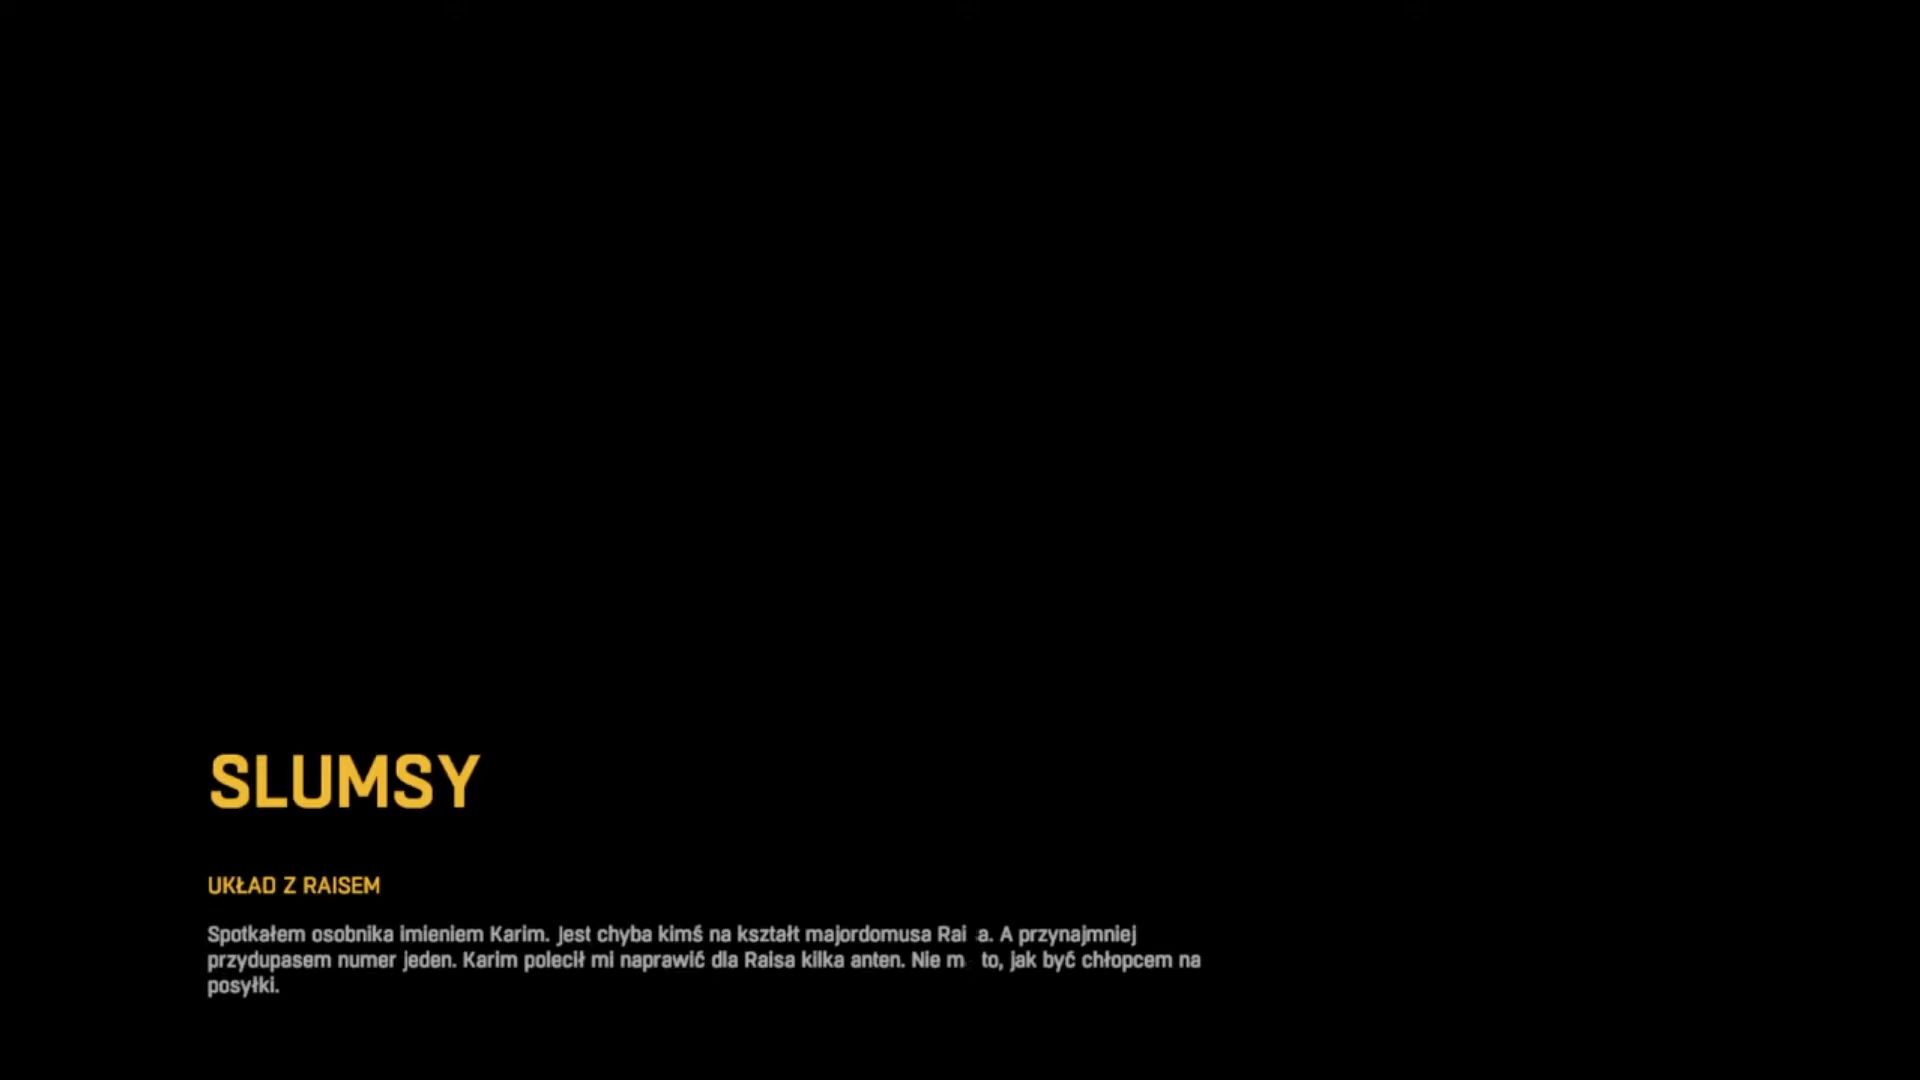 SLUMSY
UKŁAD Z RAISEM
Spotkałem osobnika imieniem Karim. Jest chyba kimś na kształt majordomusa Rai a. A przynajmniej
przydupasem numer jeden. Karim polecił mi naprawić dla Raisa kilka anten. Nie m to, jak być chłopcem na
posyłki.